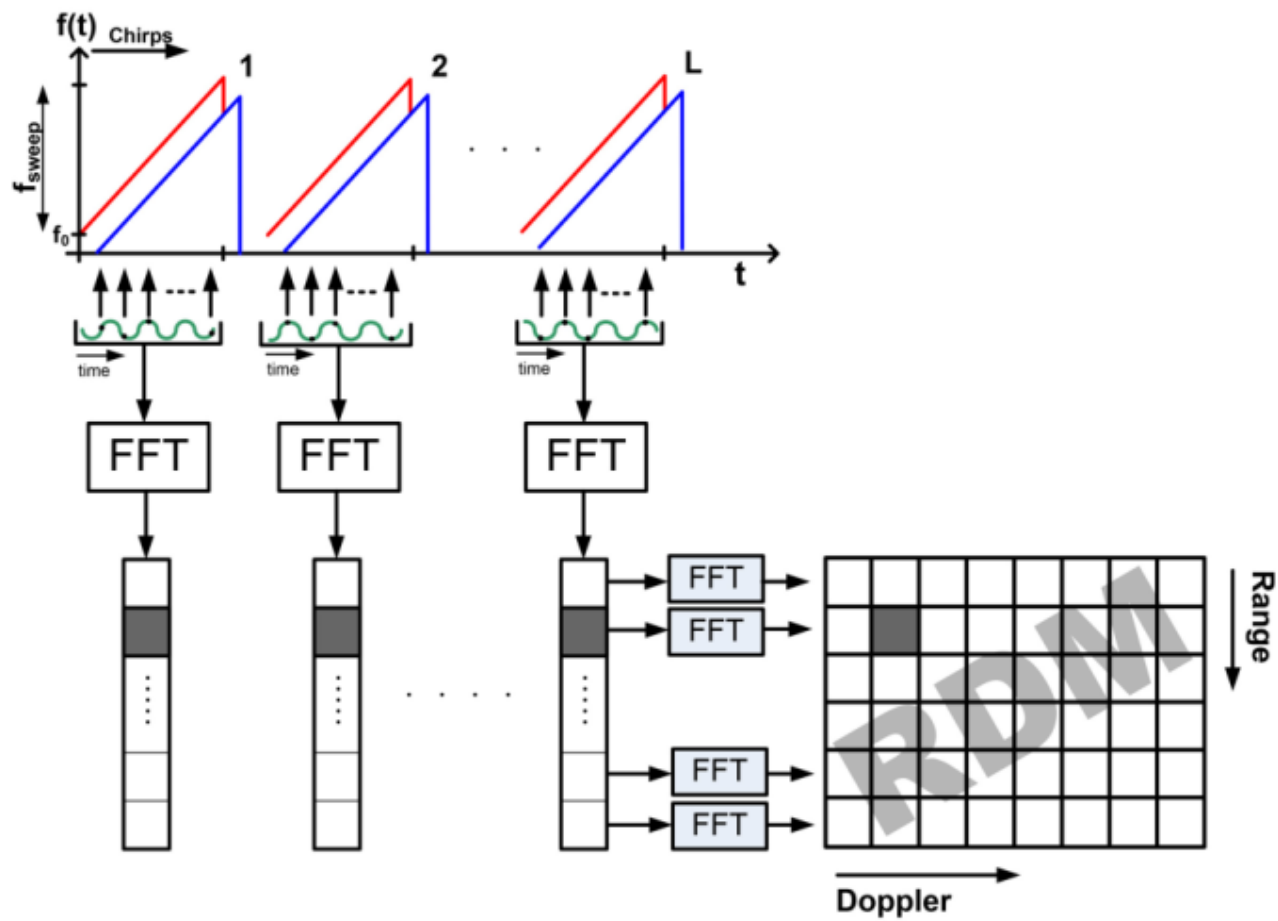 f(t)
Chirps
1
2
L
fsweep
f0
. . .
t
time
time
time
FFT
FFT
FFT
FFT
FFT
FFT
FFT
RDM
Range
Doppler